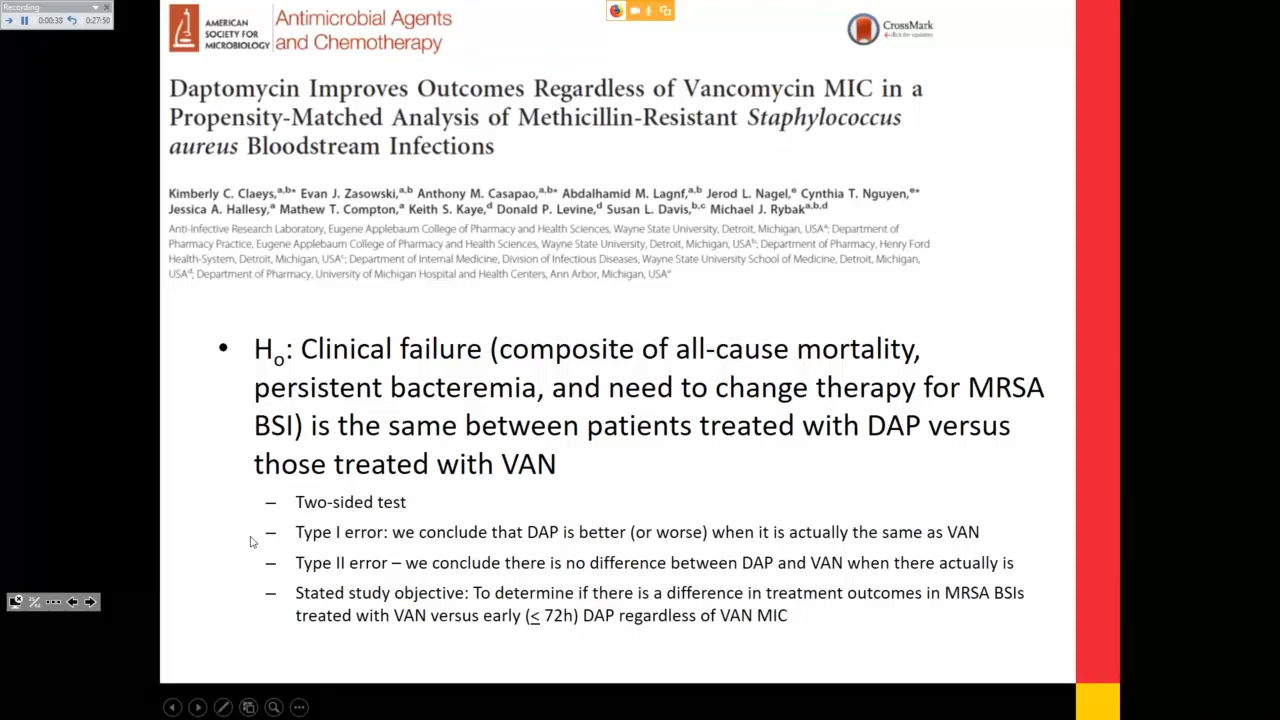 Recording
0:00:38
27:50
AMERICAN
SOCIETY FOR
MICROBIOLOGY
Antimicrobial Agents
and Chemotherapy
CrossMark
click for updates
Daptomycin Improves Outcomes Regardless of Vancomycin MIC in a
Propensity-Matched Analysis of Methicillin-Resistant Staphylococcus
aureus Bloodstream Infections
Kimberly C. Claeys,a,b* Evan J. Zasowski,a,b Anthony M. Casapao,a,b* Abdalhamid M. Lagnf,a,b Jerod L. Nagel,e Cynthia T. Nguyen,e*
Jessica A. Hallesy,a Mathew T. Compton,a Keith S. Kaye,d Donald P. Levine,d Susan L. Davis,b,c Michael J. Rybaka,b,d
Anti-Infective Research Laboratory, Eugene Applebaum College of Pharmacy and Health Sciences, Wayne State University, Detroit, Michigan, USAa; Department of
Pharmacy Practice, Eugene Applebaum College of Pharmacy and Health Sciences, Wayne State University, Detroit, Michigan, USAb; Department of Pharmacy, Henry Ford
Health-System, Detroit, Michigan, USAc; Department of Internal Medicine, Division of Infectious Diseases, Wayne State University School of Medicine, Detroit, Michigan,
USAd; Department of Pharmacy, University of Michigan Hospital and Health Centers, Ann Arbor, Michigan, USAe
• Ho: Clinical failure (composite of all-cause mortality,
persistent bacteremia, and need to change therapy for MRSA
BSI) is the same between patients treated with DAP versus
those treated with VAN
– Two-sided test
– Type I error: we conclude that DAP is better (or worse) when it is actually the same as VAN
– Type II error – we conclude there is no difference between DAP and VAN when there actually is
– Stated study objective: To determine if there is a difference in treatment outcomes in MRSA BSIs
treated with VAN versus early (≤ 72h) DAP regardless of VAN MIC